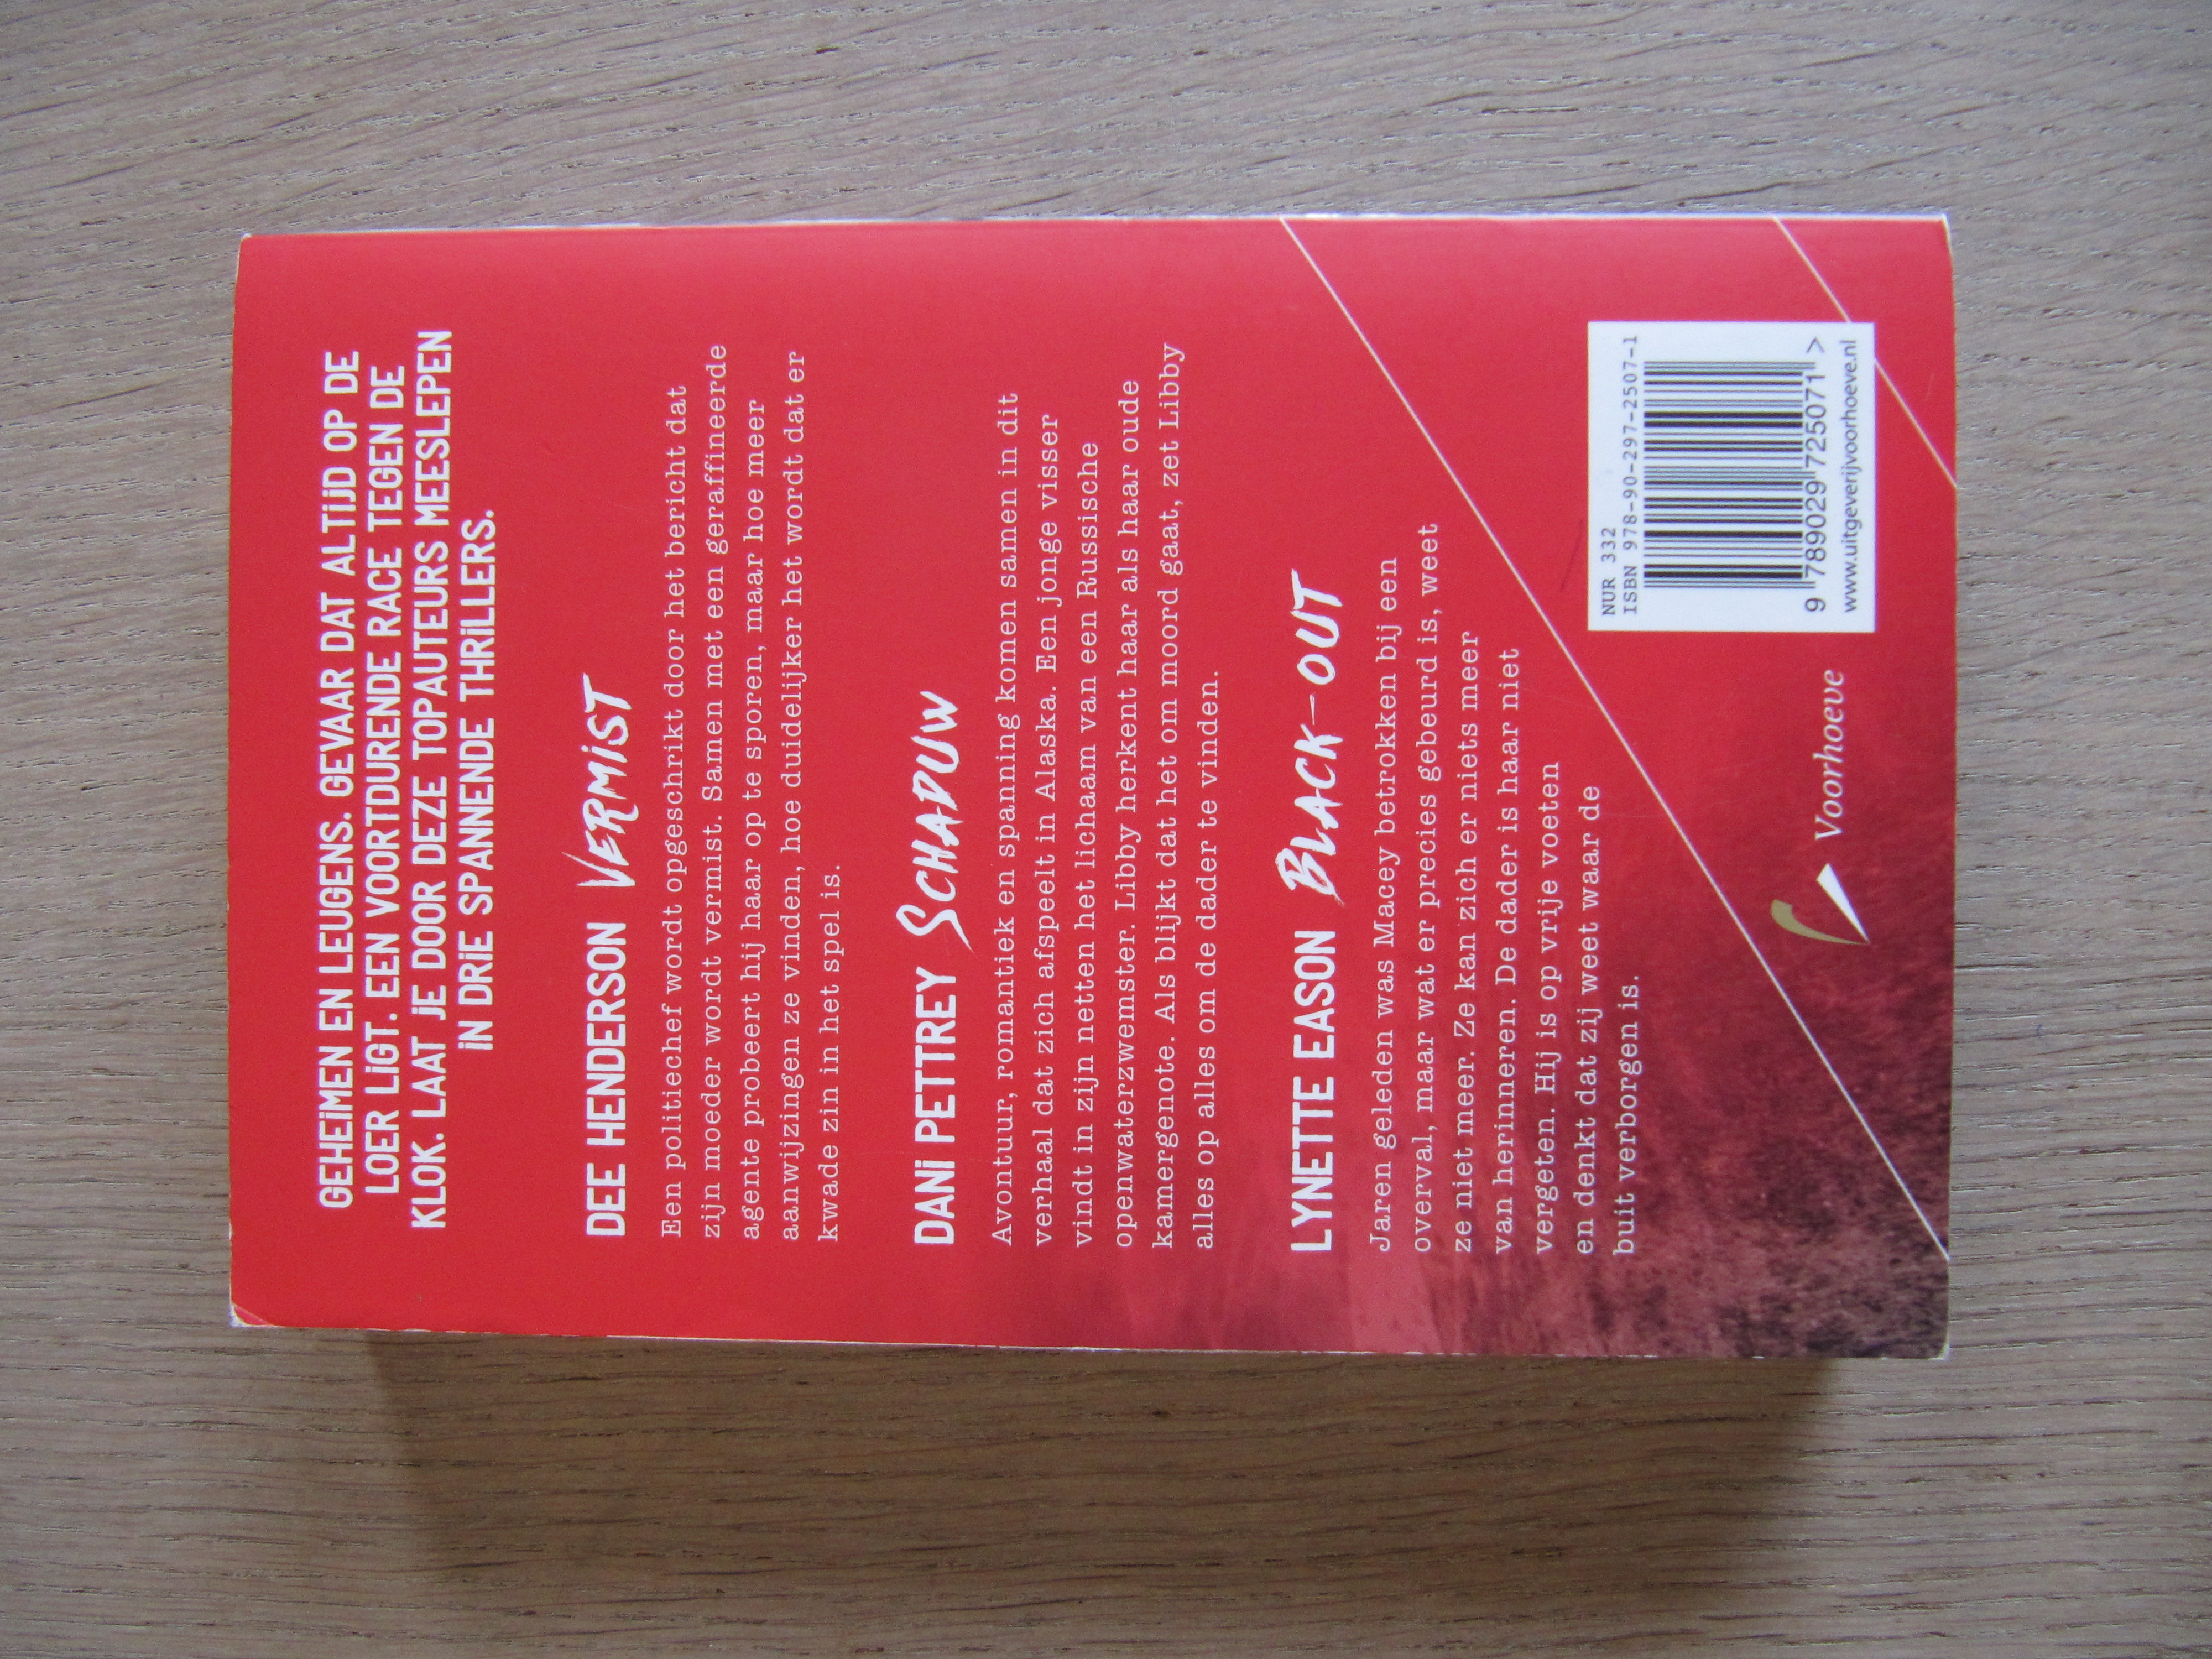 GEHEIMEN EN LEUGENS. GEVAAR DAT ALTIJD OP DE
LOER LIGT. EEN VOORTDURENDE RACE TEGEN DE
KLOK. LAAT JE DOOR DEZE TOPAUTEURS MEESLEPEN
IN DRIE SPANNENDE THRILLERS.
DEE HENDERSON VERMIST
Een politiechef wordt opgeschrikt door het bericht dat
zijn moeder wordt vermist. Samen met een geraffineerde
agente probeert hij haar op te sporen, maar hoe meer
aanwijzingen ze vinden, hoe duidelijker het wordt dat er
kwade zin in het spel is.
DANI PETTREY SCHADUW
Avontuur, romantiek en spanning komen samen in dit
verhaal dat zich afspeelt in Alaska. Een jonge visser
vindt in zijn netten het lichaam van een Russische
openwaterzwemster. Libby herkent haar als haar oude
kamergenote. Als blijkt dat het om moord gaat, zet Libby
alles op alles om de dader te vinden.
LYNETTE EASON BLACK-OUT
Jaren geleden was Macey betrokken bij een
overval, maar wat er precies gebeurd is, weet
ze niet meer. Ze kan zich er niets meer
van herinneren. De dader is haar niet
vergeten. Hij is op vrije voeten
en denkt dat zij weet waar de
buit verborgen is.
Voorhoeve
NUR 332
ISBN 978-90-297-2507-1
9 789029 725071 >
www.uitgeverijvoorhoeve.nl